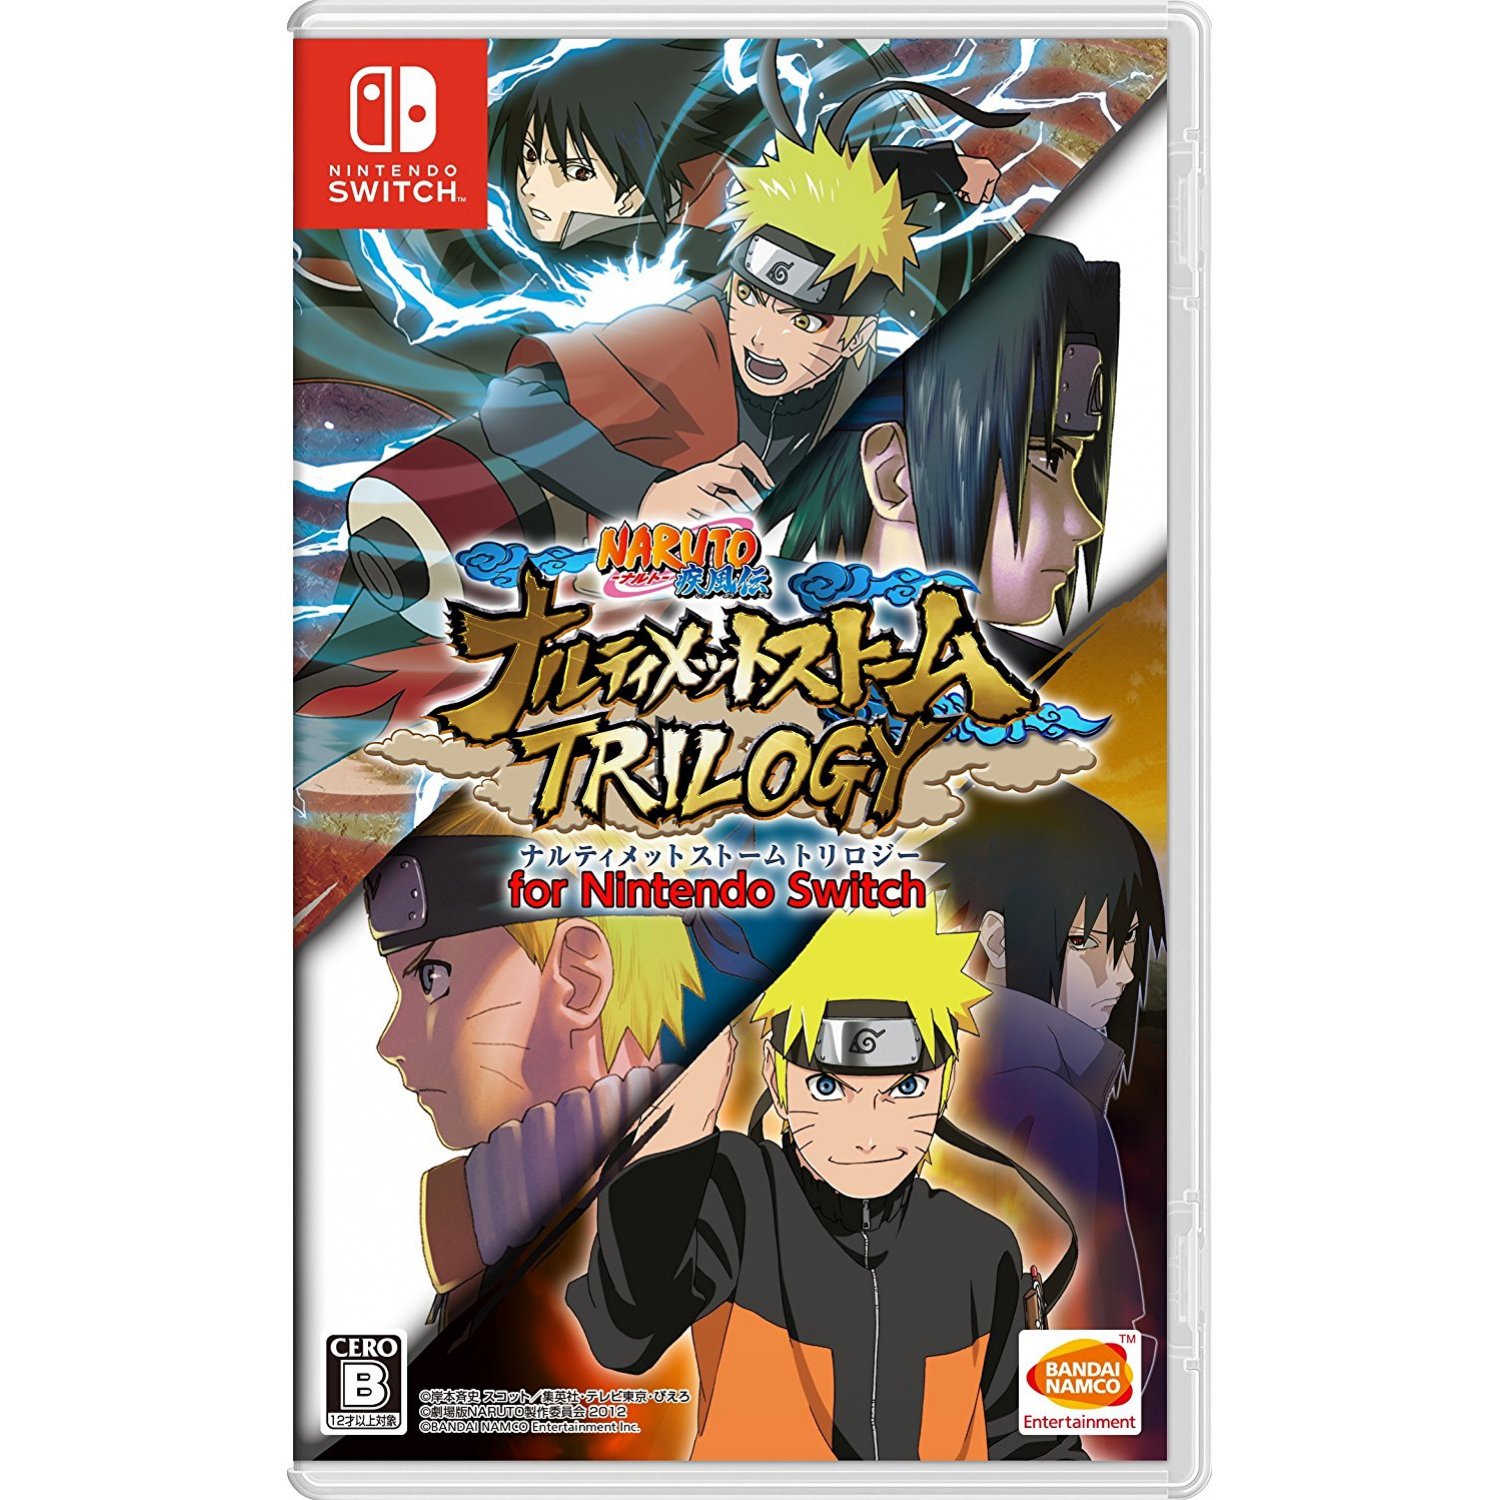 NINTENDO
SWITCH™
NARUTO
-ナルト- 疾風伝
ナルティメットストーム
TRILOGY
ナルティメットストームトリロジー
for Nintendo Switch
CERO
B
12才以上対象
©岸本斉史 スコット/集英社・テレビ東京・ぴえろ
©劇場版NARUTO製作委員会 2012
©BANDAI NAMCO Entertainment Inc.
BANDAI
NAMCO
™
Entertainment